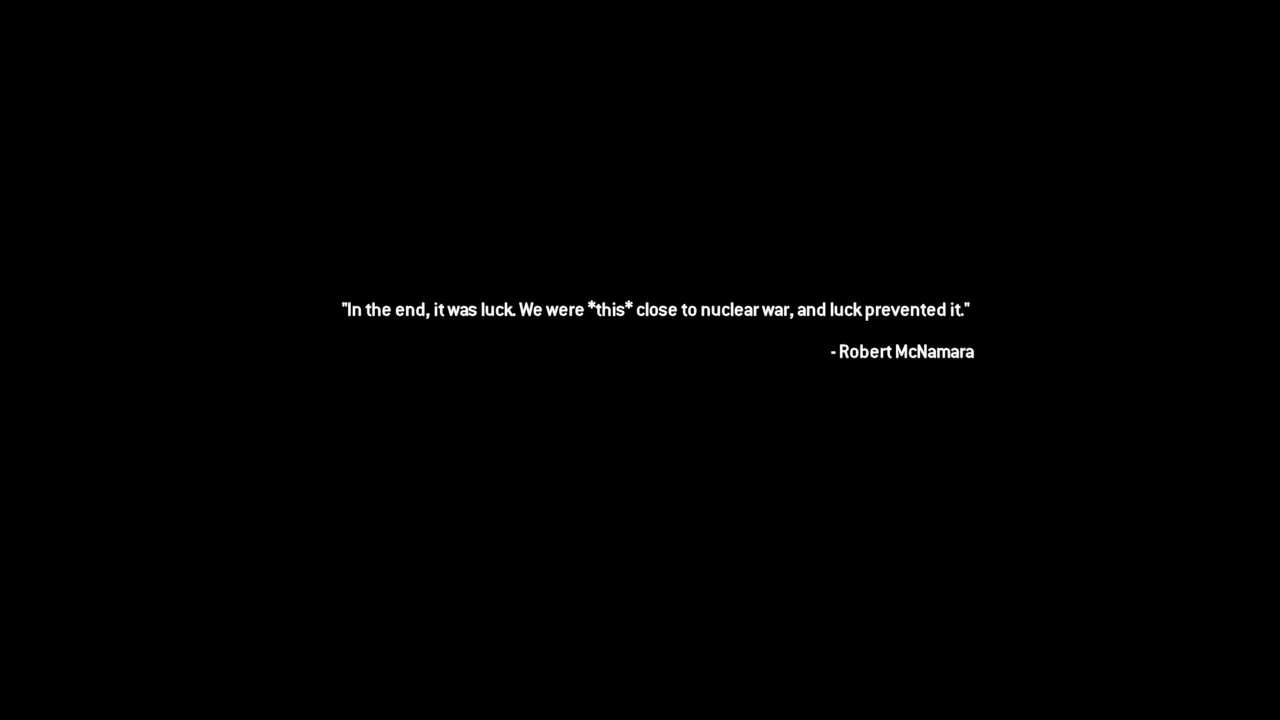 "In the end, it was luck. We were *this* close to nuclear war, and luck prevented it."
- Robert McNamara